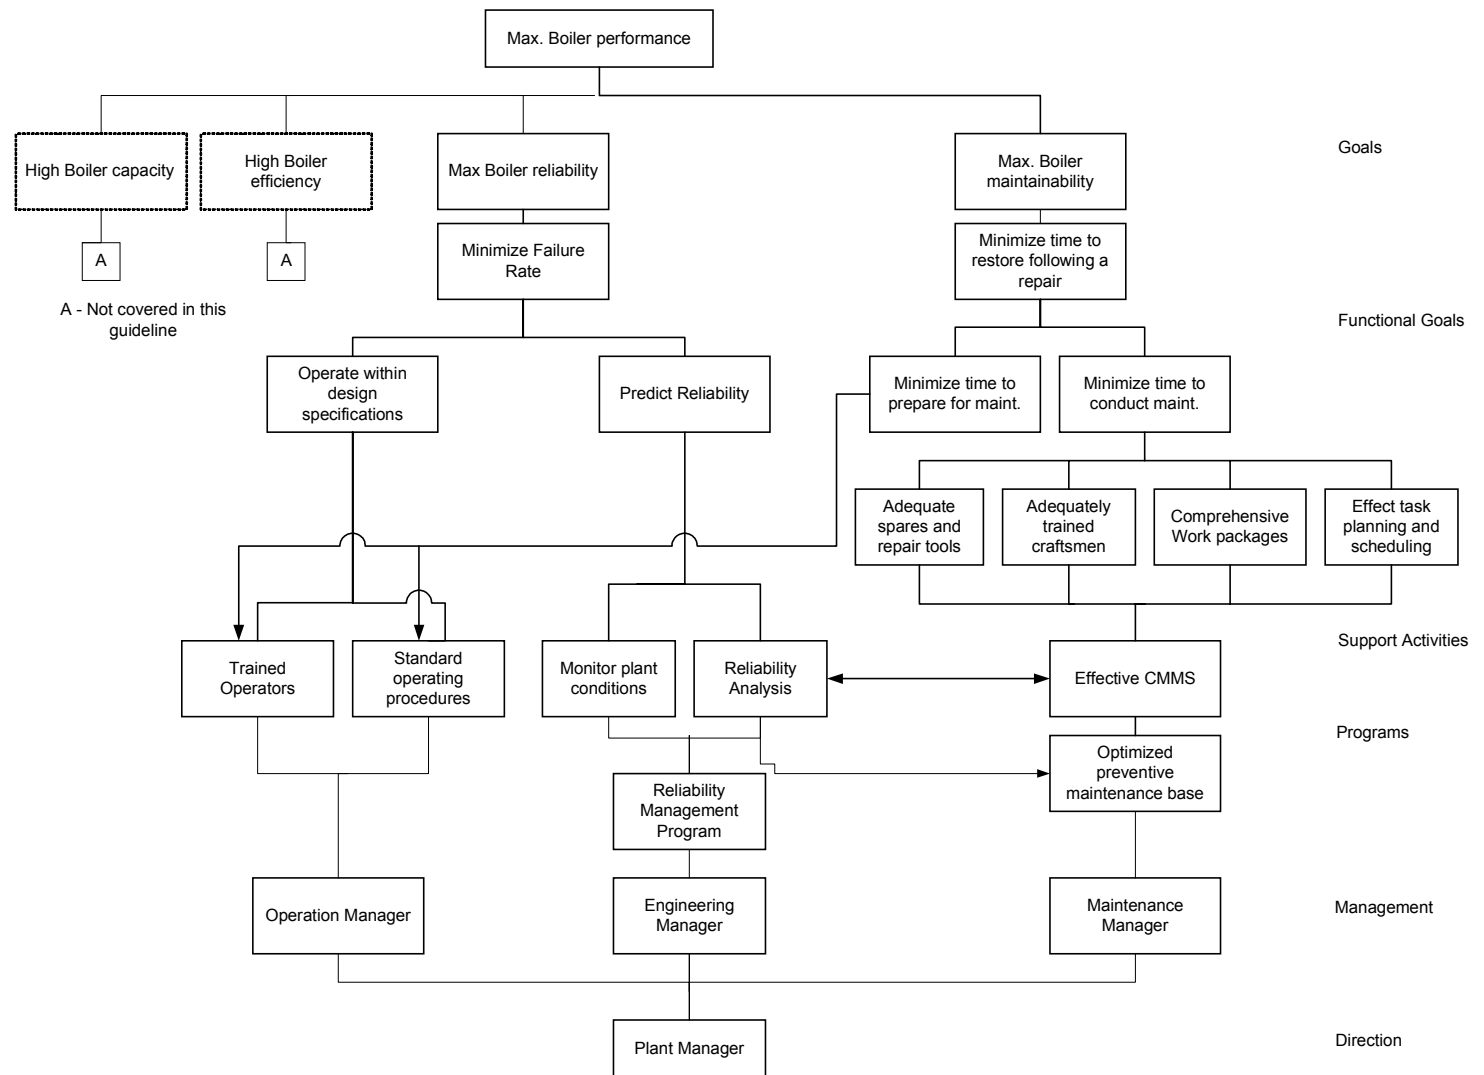 Max. Boiler performance
High Boiler capacity
High Boiler
efficiency
Max Boiler reliability
Max. Boiler
maintainability
Goals
A
A
Minimize Failure
Rate
Minimize time to
restore following a
repair
A - Not covered in this
guideline
Functional Goals
Operate within
design
specifications
Predict Reliability
Minimize time to
prepare for maint.
Minimize time to
conduct maint.
Adequate
spares and
repair tools
Adequately
trained
craftsmen
Comprehensive
Work packages
Effect task
planning and
scheduling
Support Activities
Trained
Operators
Standard
operating
procedures
Monitor plant
conditions
Reliability
Analysis
Effective CMMS
Programs
Optimized
preventive
maintenance base
Reliability
Management
Program
Operation Manager
Engineering
Manager
Maintenance
Manager
Management
Plant Manager
Direction